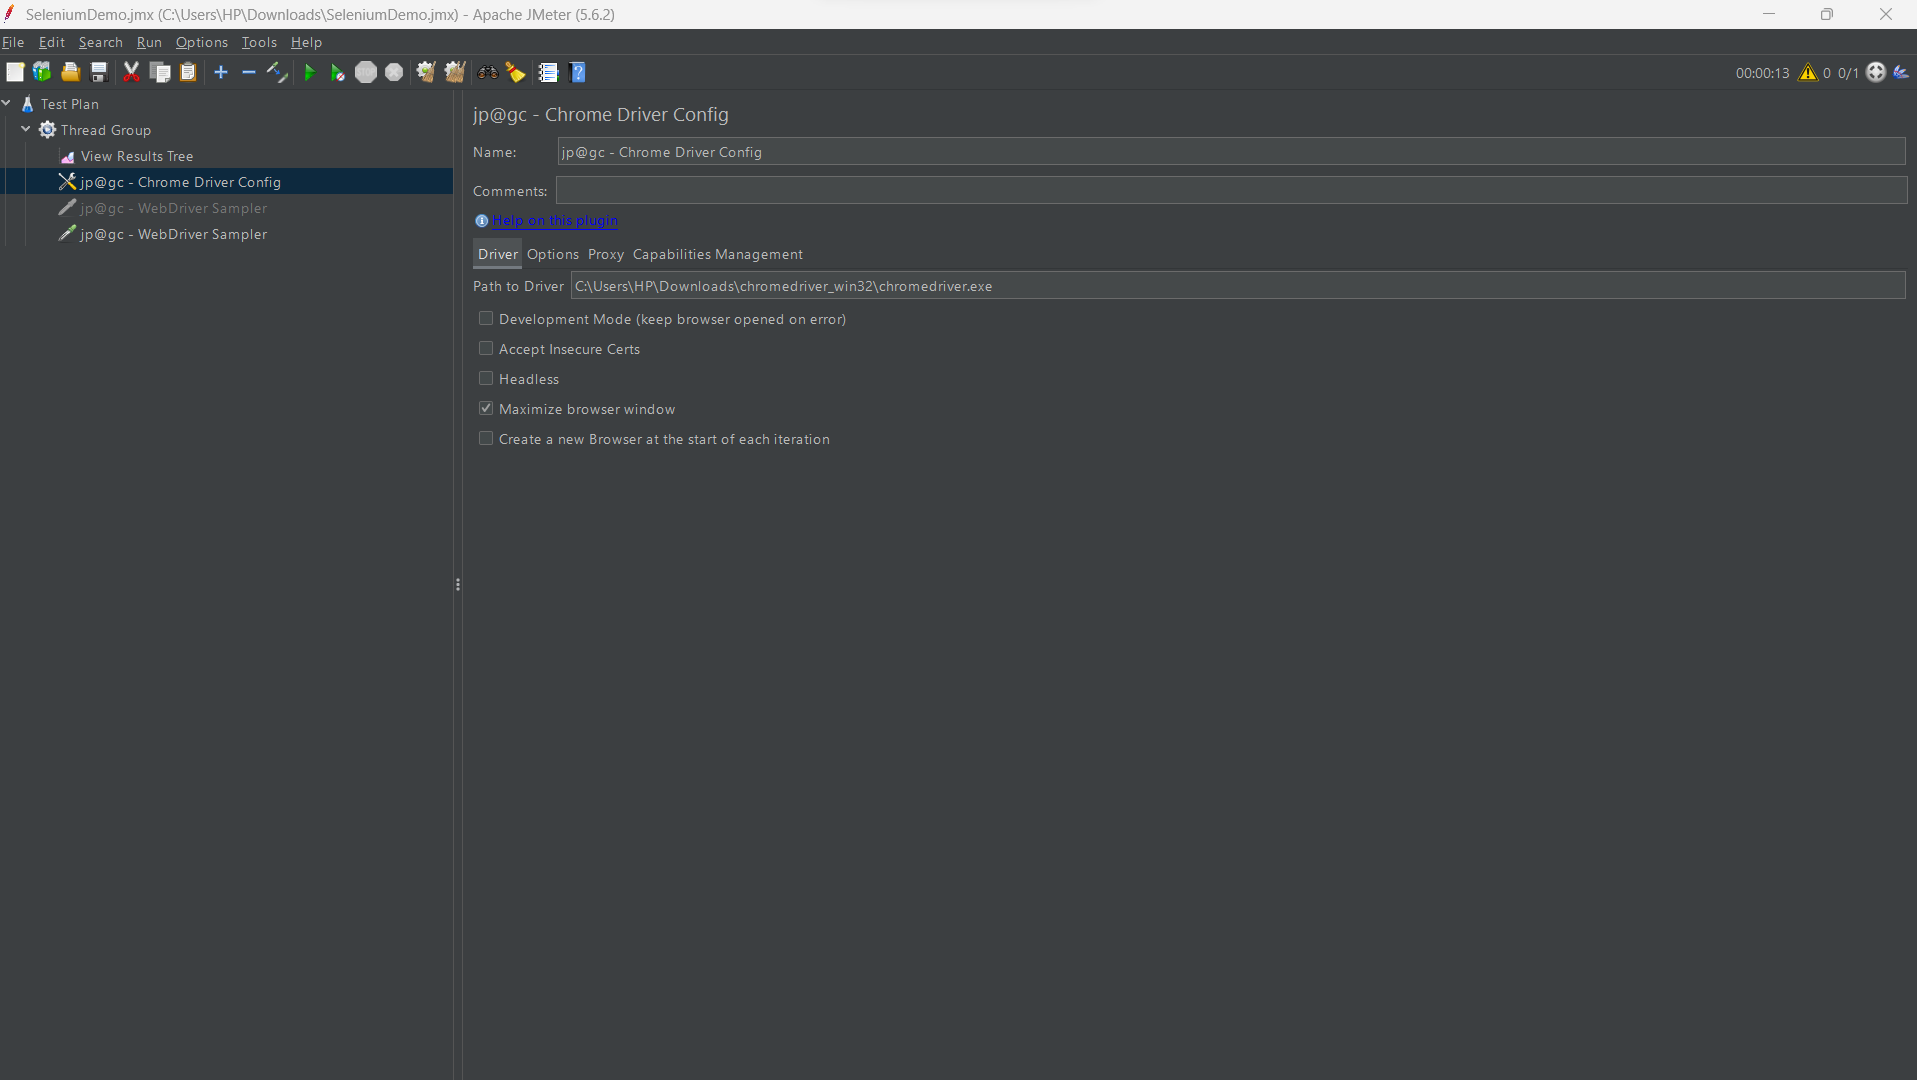 SeleniumDemo.jmx (C:\Users\HP\Downloads\SeleniumDemo.jmx) - Apache JMeter (5.6.2)
File Edit Search Run Options Tools Help
STOP
00:00:13 0 0/1
Test Plan
Thread Group
View Results Tree
jp@gc - Chrome Driver Config
jp@gc - WebDriver Sampler
jp@gc - WebDriver Sampler
jp@gc - Chrome Driver Config
Name: jp@gc - Chrome Driver Config
Comments:
Help on this plugin
Driver Options Proxy Capabilities Management
Path to Driver C:\Users\HP\Downloads\chromedriver_win32\chromedriver.exe
Development Mode (keep browser opened on error)
Accept Insecure Certs
Headless
Maximize browser window
Create a new Browser at the start of each iteration